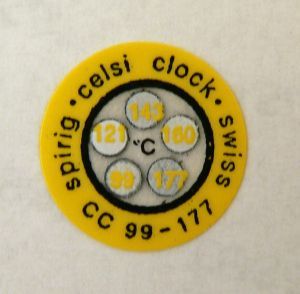 spirig · celsi clock · swiss
CC 99-177
143
121
160
°C
99
177